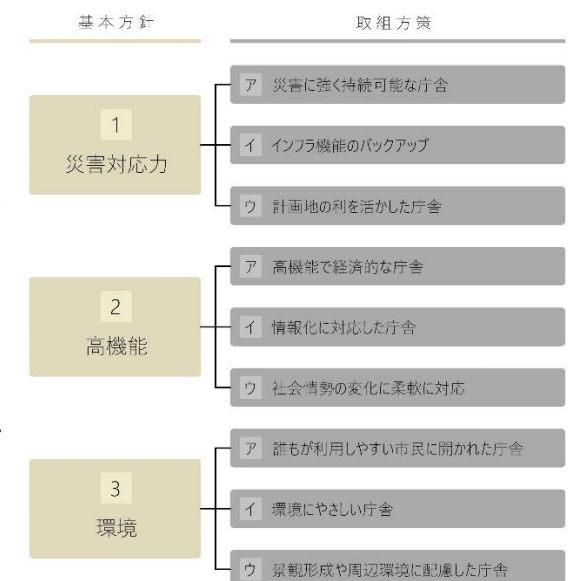 基本方針
取組方策
1
災害対応力
ア 災害に強く持続可能な庁舎
イ インフラ機能のバックアップ
ウ 計画地の利を活かした庁舎
2
高機能
ア 高機能で経済的な庁舎
イ 情報化に対応した庁舎
ウ 社会情勢の変化に柔軟に対応
3
環境
ア 誰もが利用しやすい市民に開かれた庁舎
イ 環境にやさしい庁舎
ウ 景観形成や周辺環境に配慮した庁舎